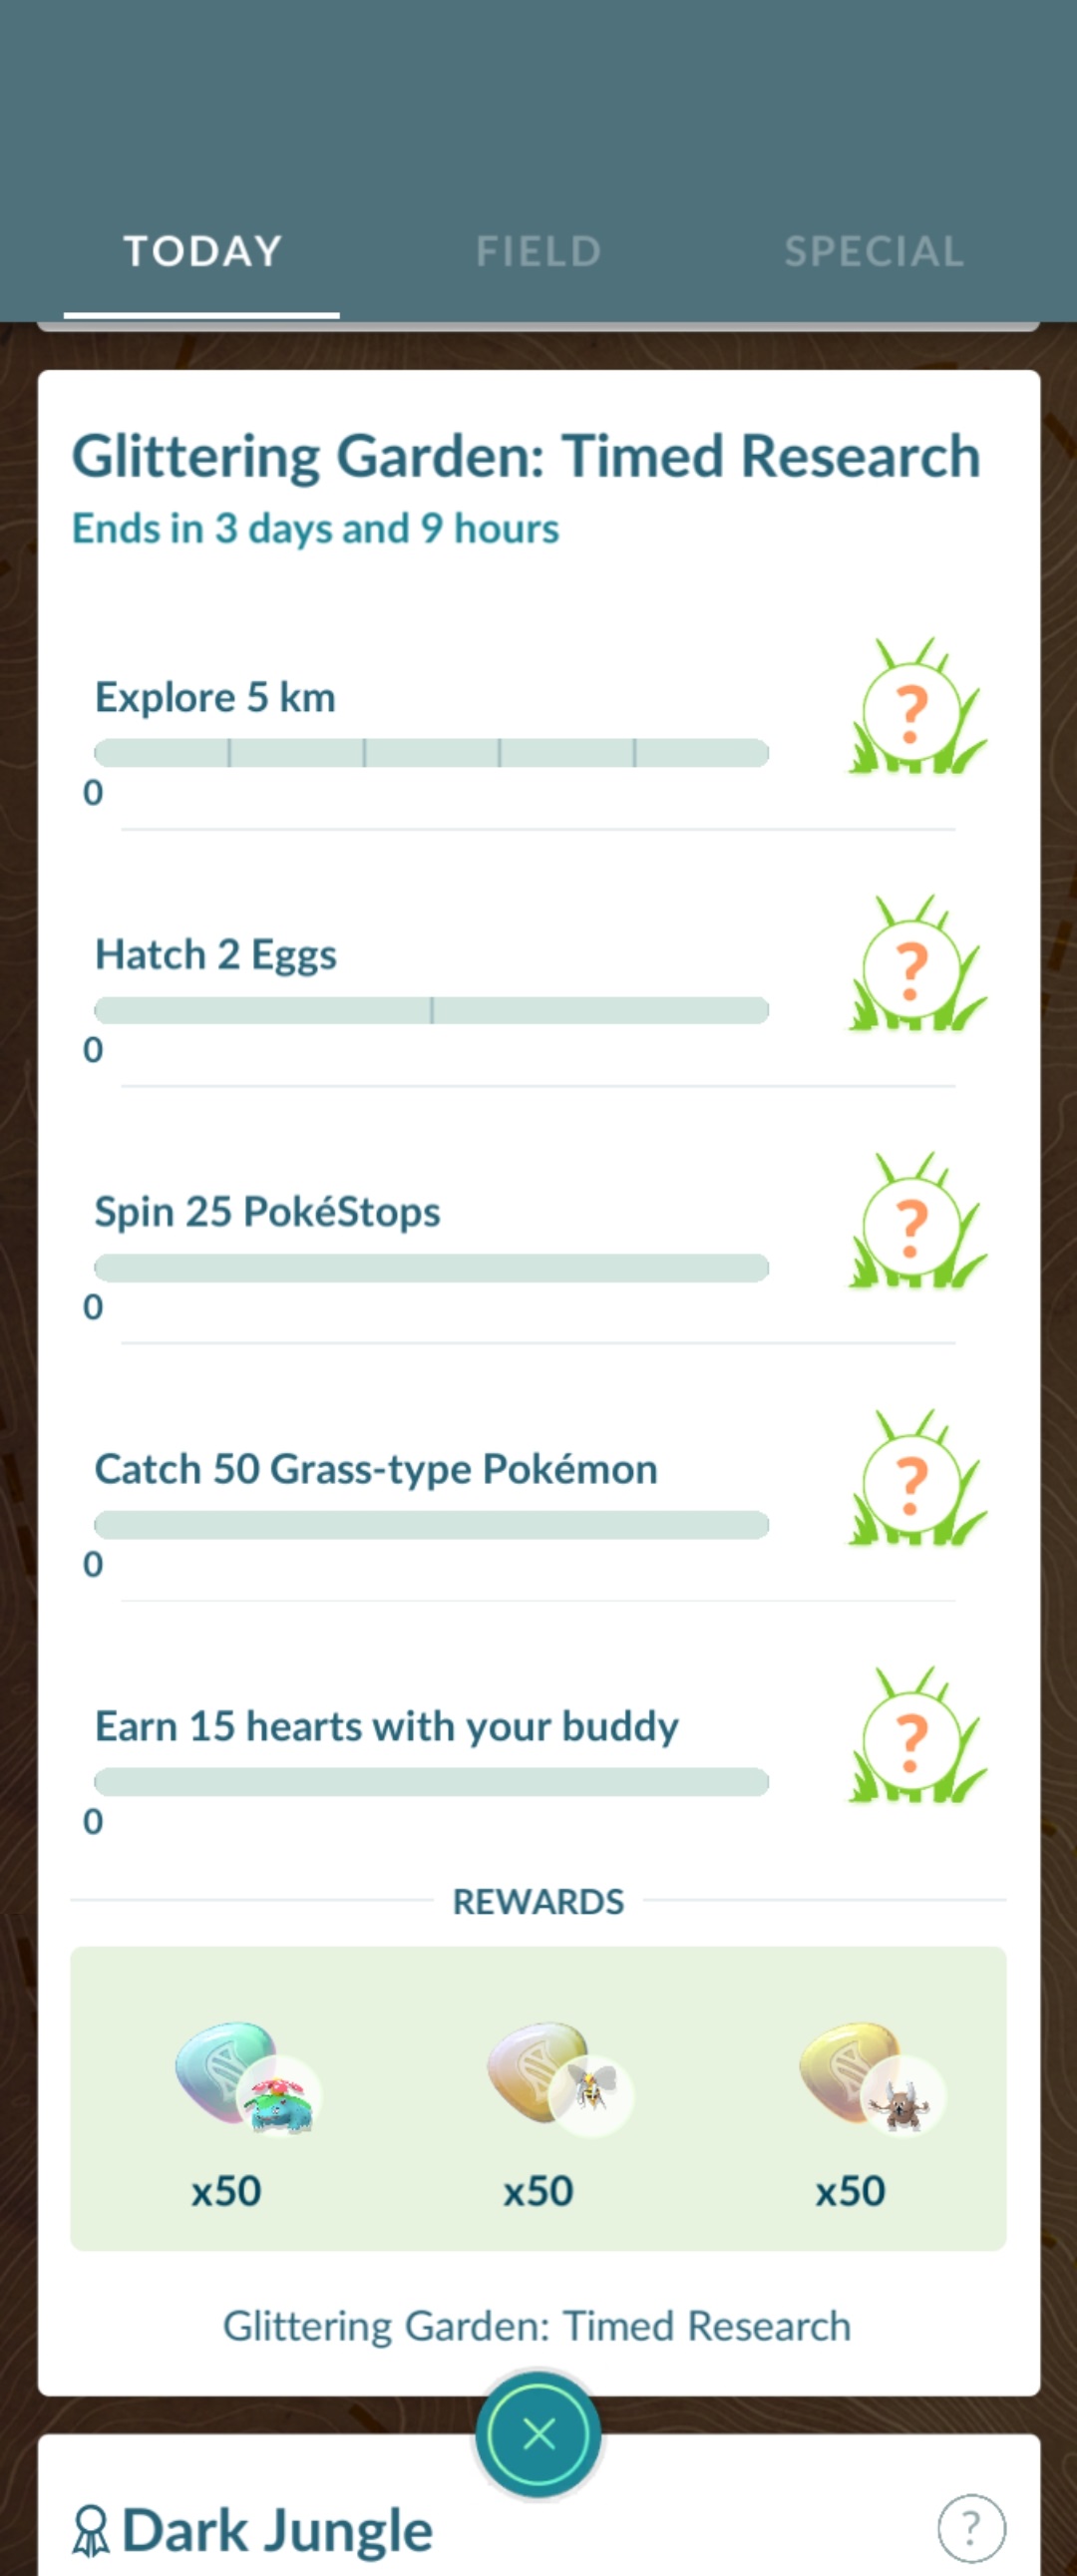 TODAY FIELD SPECIAL
Glittering Garden: Timed Research
Ends in 3 days and 9 hours
Explore 5 km
?
0
Hatch 2 Eggs
?
0
Spin 25 PokéStops
?
0
Catch 50 Grass-type Pokémon
?
0
Earn 15 hearts with your buddy
?
0
REWARDS
x50 x50 x50
Glittering Garden: Timed Research
Dark Jungle ?